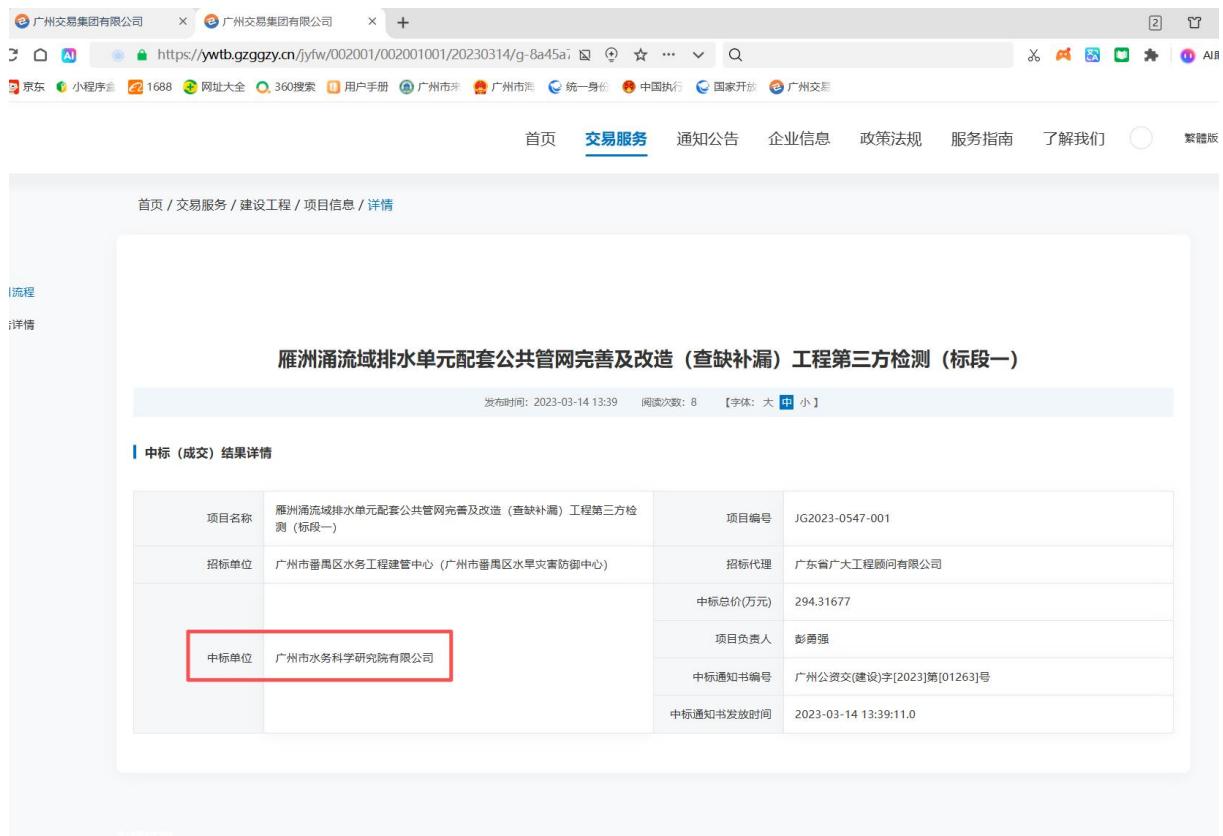 广州交易集团有限公司 × 广州交易集团有限公司 × + 2
AI https://ywtb.gzggzy.cn/jyfw/002001/002001001/20230314/g-8a45a7 AI
京东 小程序 1688 网址大全 360搜索 用户手册 广州市 广州市 统一身份 中国执行 国家开放 广州交易
首页 交易服务 通知公告 企业信息 政策法规 服务指南 了解我们 繁體版
首页 / 交易服务 / 建设工程 / 项目信息 / 详情
流程
详情
雁洲涌流域排水单元配套公共管网完善及改造（查缺补漏）工程第三方检测（标段一）
发布时间：2023-03-14 13:39 阅读次数：8 【字体：大 中 小 】
中标（成交）结果详情
项目名称 雁洲涌流域排水单元配套公共管网完善及改造（查缺补漏）工程第三方检
测（标段一）
项目编号 JG2023-0547-001
招标单位 广州市番禺区水务工程建管中心（广州市番禺区水旱灾害防御中心） 招标代理 广东省广大工程顾问有限公司
中标总价(万元) 294.31677
项目负责人 彭勇强
中标单位 广州市水务科学研究院有限公司
中标通知书编号 广州公资交(建设)字[2023]第[01263]号
中标通知书发放时间 2023-03-14 13:39:11.0